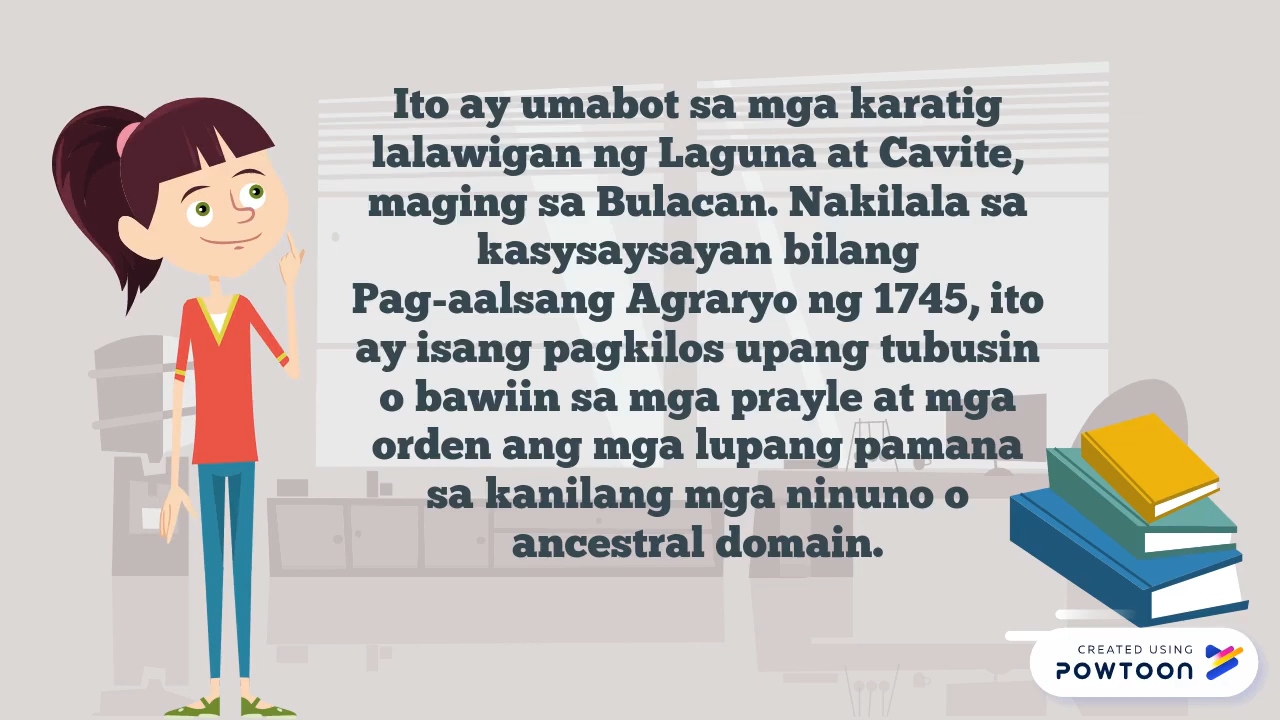 Ito ay umabot sa mga karatig
lalawigan ng Laguna at Cavite,
maging sa Bulacan. Nakilala sa
kasysaysayan bilang
Pag-aalsang Agraryo ng 1745, ito
ay isang pagkilos upang tubusin
o bawiin sa mga prayle at mga
orden ang mga lupang pamana
sa kanilang mga ninuno o
ancestral domain.
CREATED USING
POWTOON